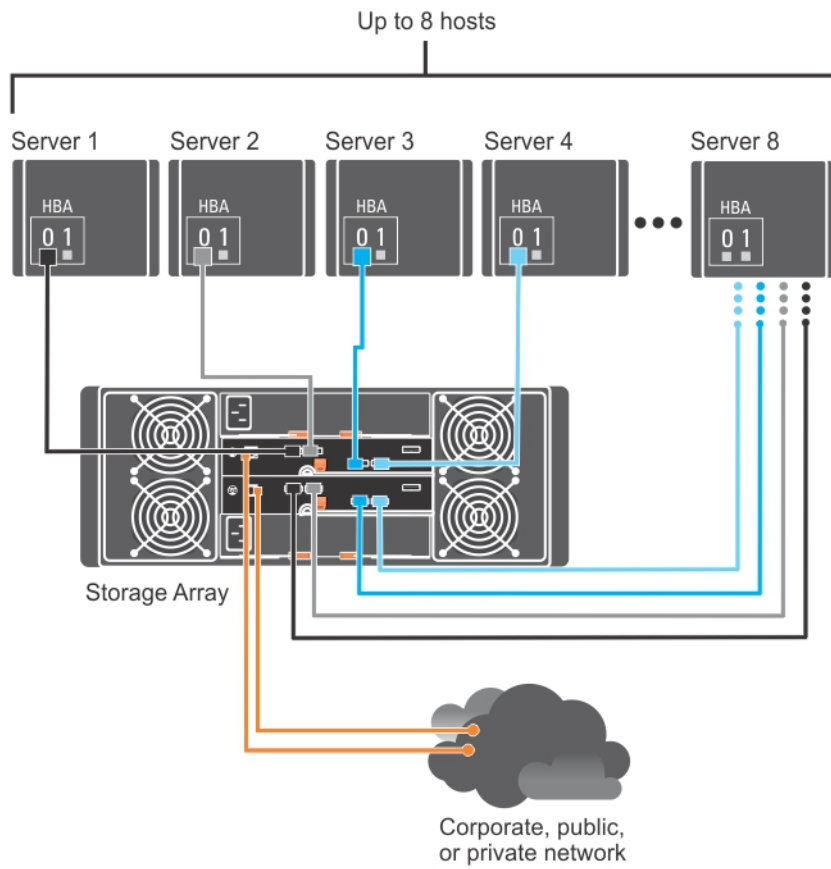 Up to 8 hosts
Server 1
Server 2
Server 3
Server 4
Server 8
HBA
0 1
HBA
0 1
HBA
0 1
HBA
0 1
HBA
0 1
Storage Array
Corporate, public,
or private network